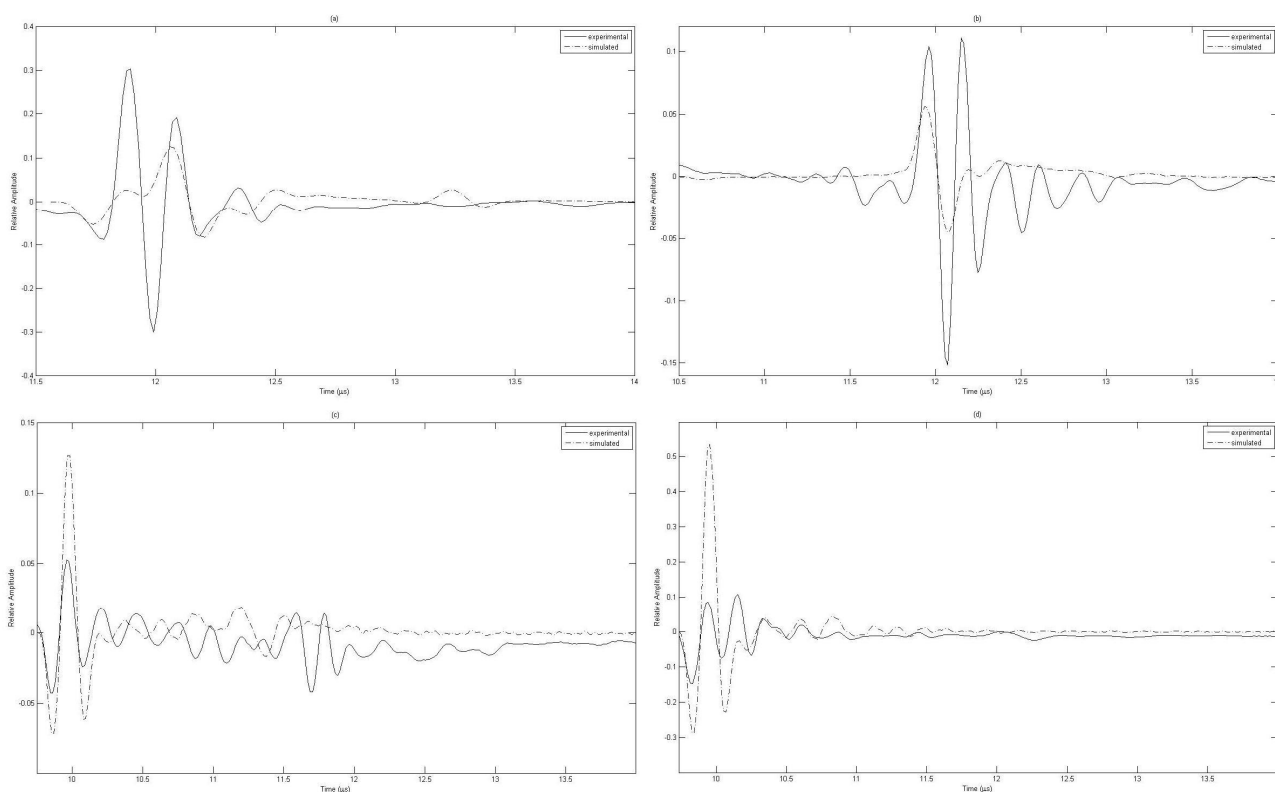 (a)
experimental
simulated
0.4
0.3
0.2
0.1
0
-0.1
-0.2
-0.3
-0.4
Relative Amplitude
11.5
12
12.5
13
13.5
14
Time (µs)
(b)
experimental
simulated
0.1
0.05
0
-0.05
-0.1
-0.15
Relative Amplitude
10.5
11
11.5
12
12.5
13
13.5
Time (µs)
(c)
experimental
simulated
0.15
0.1
0.05
0
-0.05
Relative Amplitude
10
10.5
11
11.5
12
12.5
13
13.5
Time (µs)
(d)
experimental
simulated
0.5
0.4
0.3
0.2
0.1
0
-0.1
-0.2
-0.3
Relative Amplitude
10
10.5
11
11.5
12
12.5
13
13.5
Time (µs)